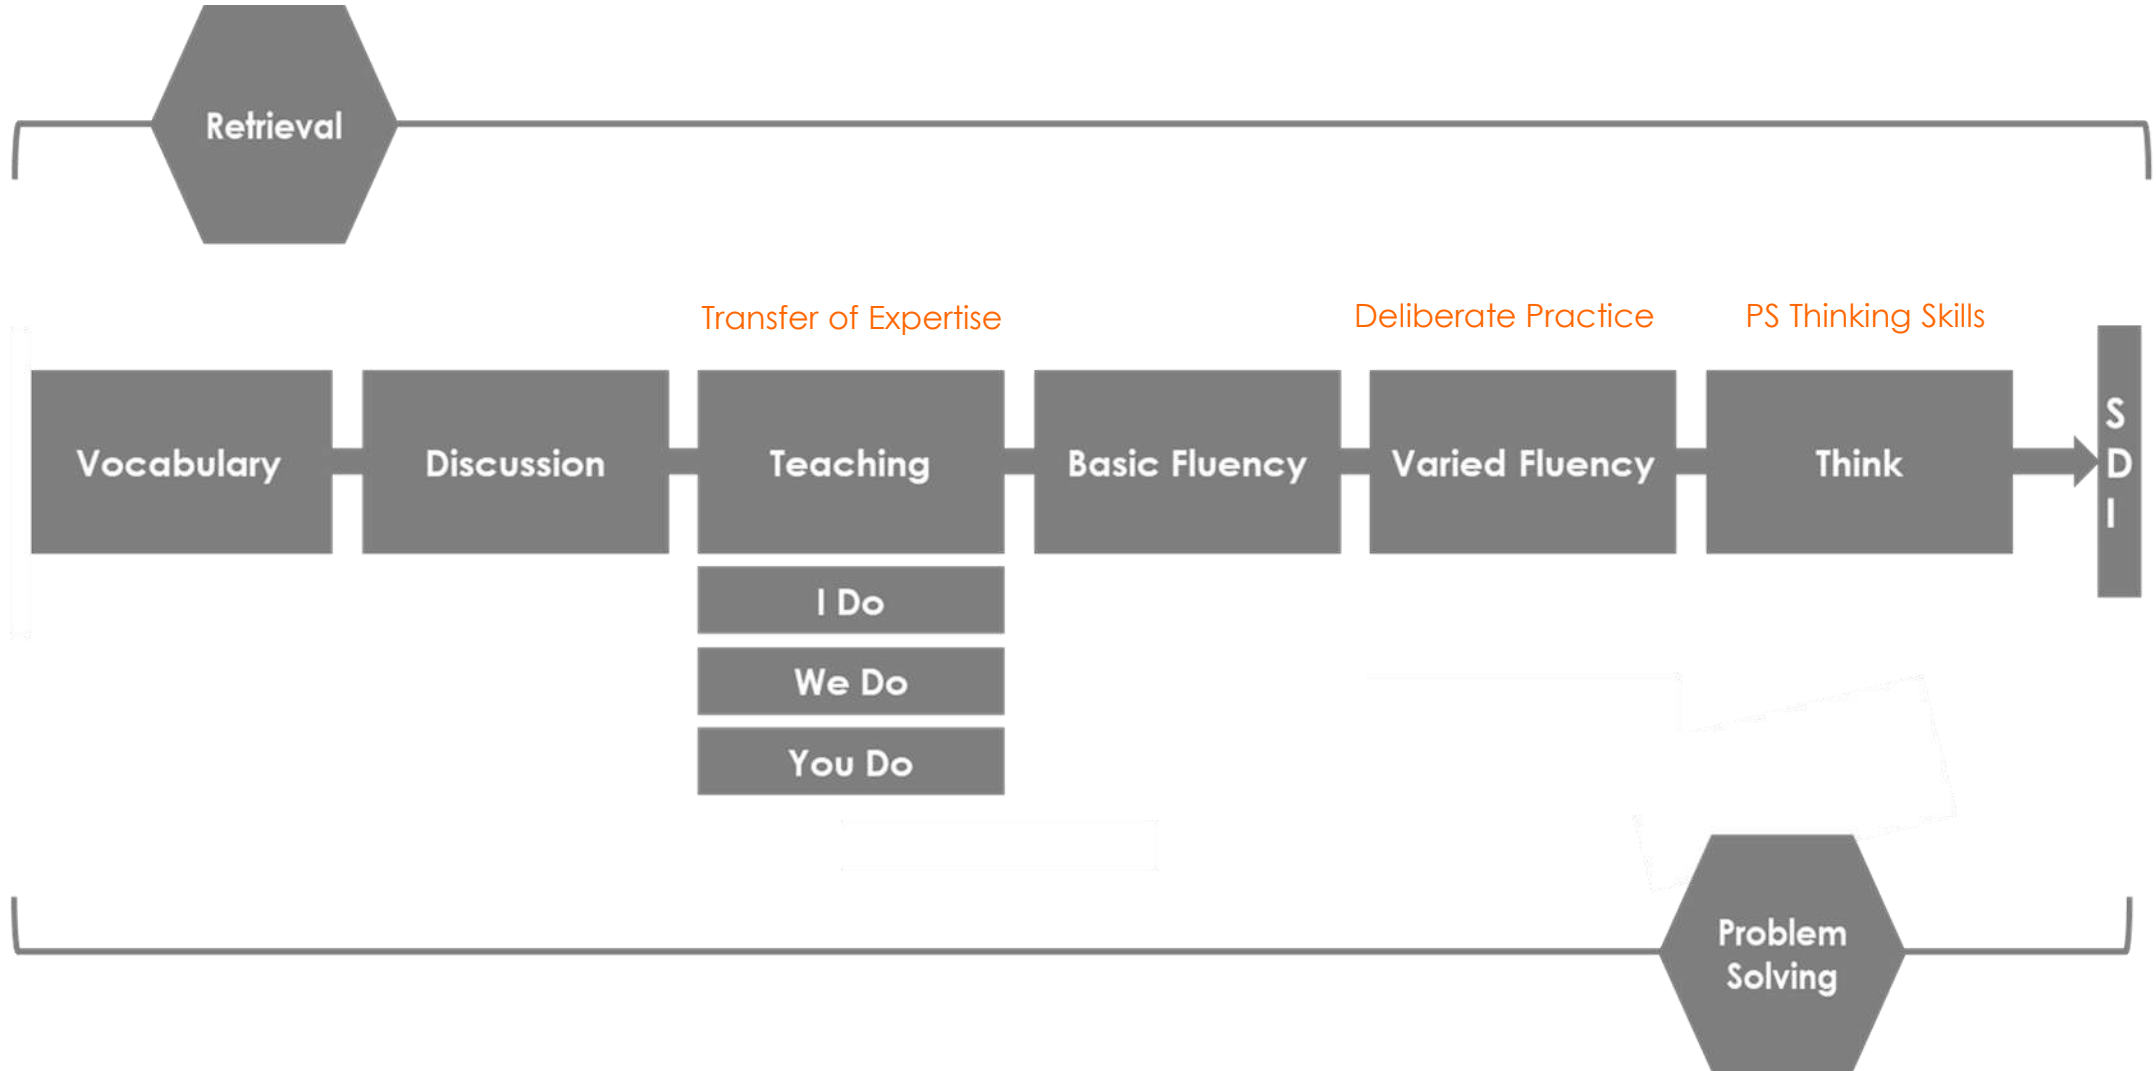 Retrieval
Transfer of Expertise
Deliberate Practice
PS Thinking Skills
Vocabulary
Discussion
Teaching
Basic Fluency
Varied Fluency
Think
S
D
I
I Do
We Do
You Do
Problem
Solving